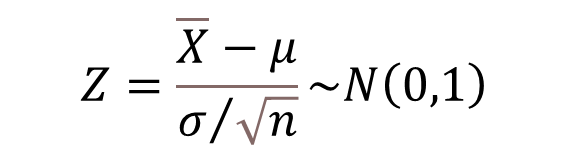 Z = (X̅ − μ) / (σ/√n) ~ N(0,1)